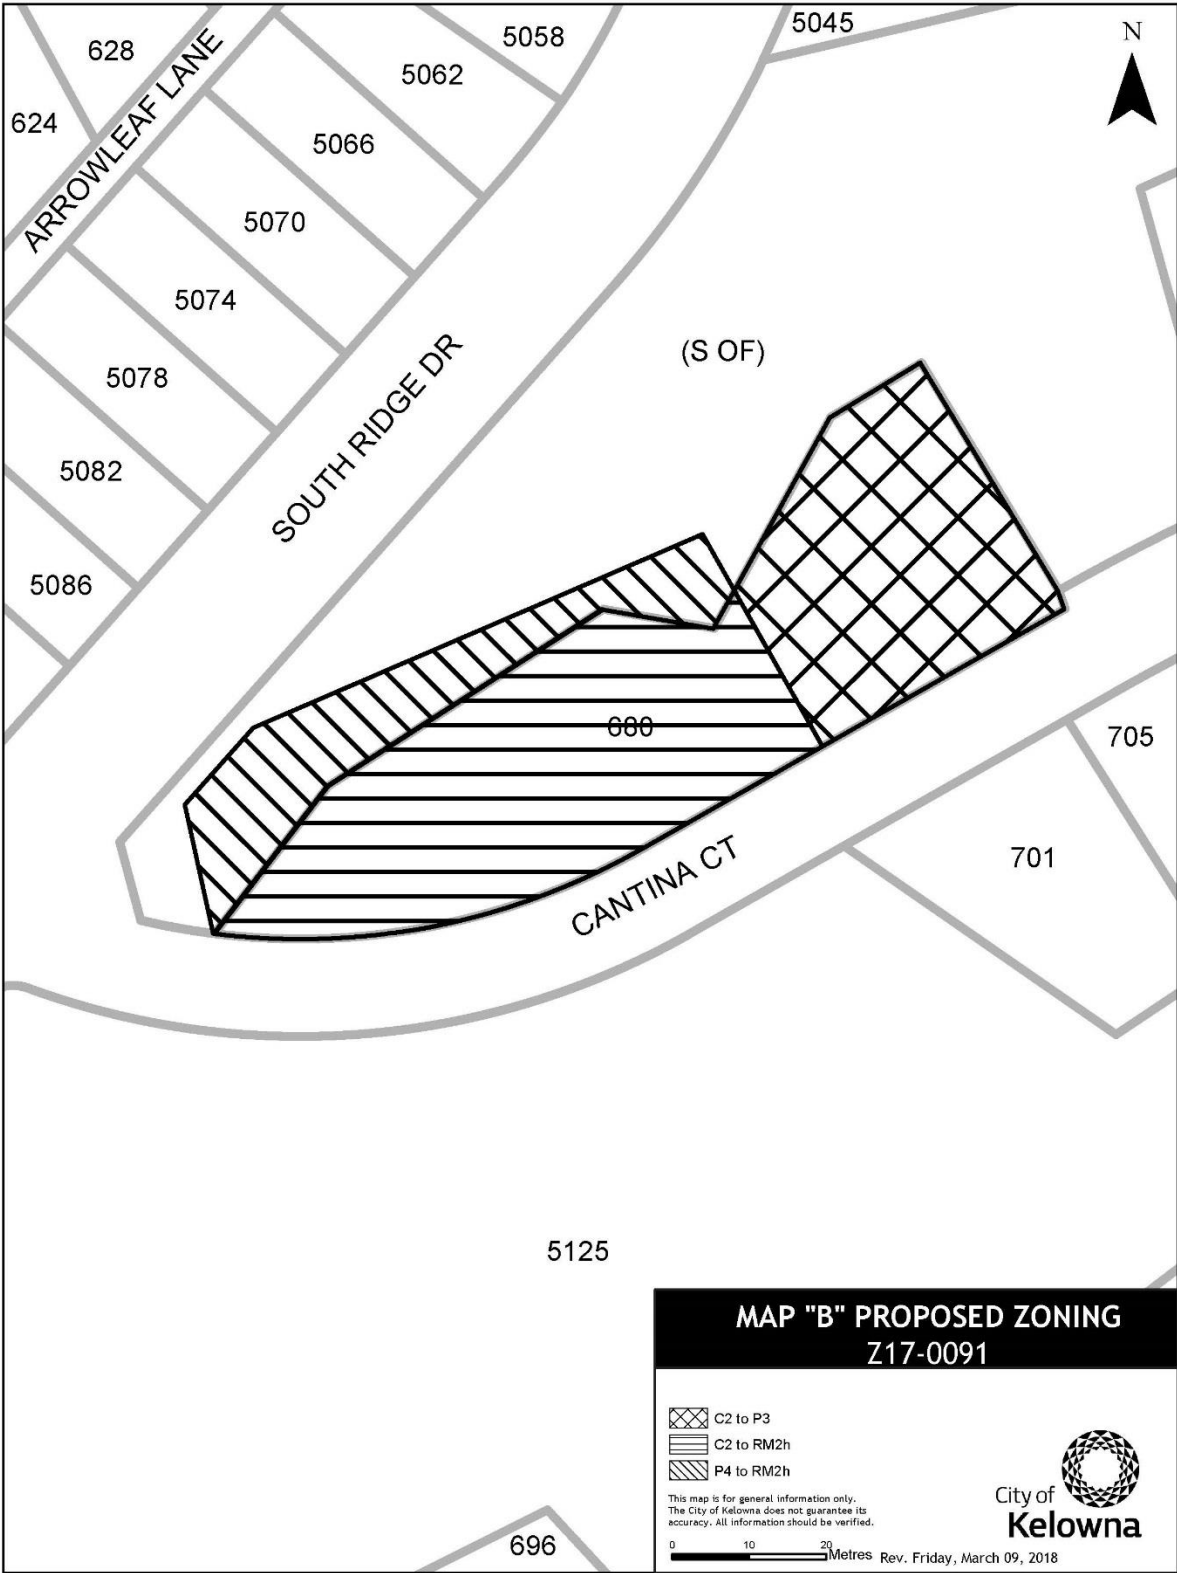 5045
5058
N
628
5062
624
ARROWLEAF LANE
5066
5070
5074
(S OF)
5078
SOUTH RIDGE DR
5082
5086
680
705
701
CANTINA CT
5125
MAP "B" PROPOSED ZONING
Z17-0091
C2 to P3
C2 to RM2h
P4 to RM2h
This map is for general information only.
The City of Kelowna does not guarantee its
accuracy. All information should be verified.
City of
Kelowna
0 10 20
Metres
Rev. Friday, March 09, 2018
696